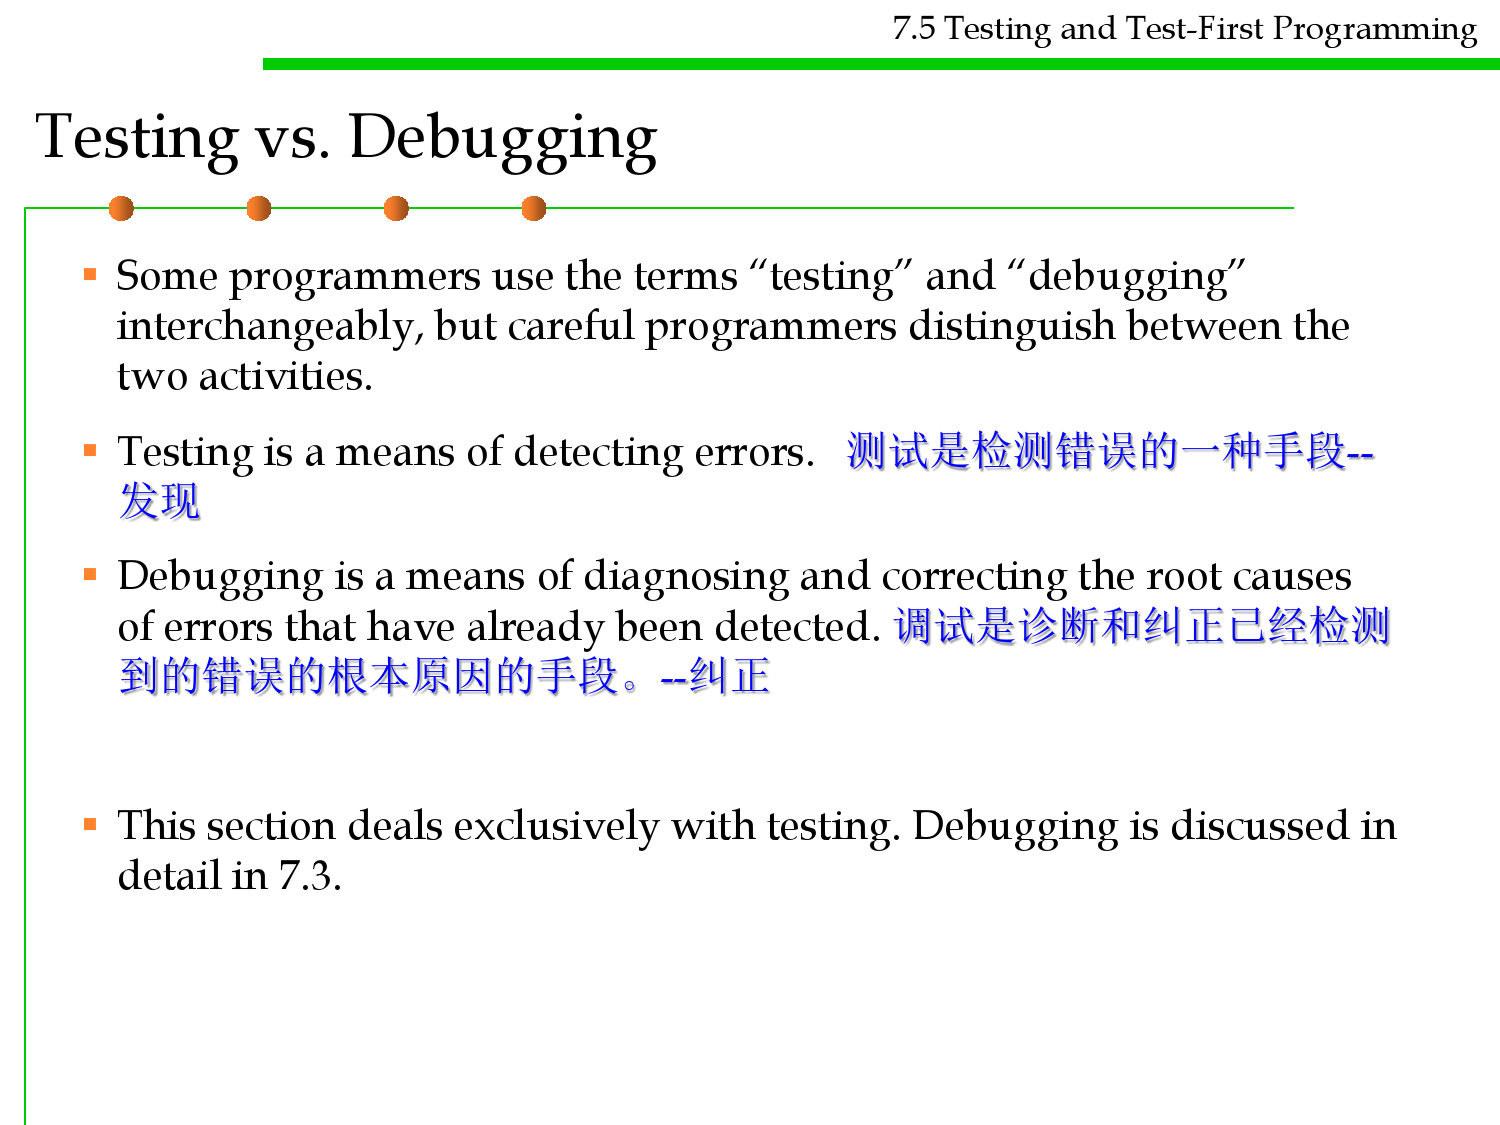 7.5 Testing and Test-First Programming
Testing vs. Debugging
Some programmers use the terms “testing” and “debugging”
interchangeably, but careful programmers distinguish between the
two activities.
Testing is a means of detecting errors. 测试是检测错误的一种手段--
发现
Debugging is a means of diagnosing and correcting the root causes
of errors that have already been detected. 调试是诊断和纠正已经检测
到的错误的根本原因的手段。--纠正
This section deals exclusively with testing. Debugging is discussed in
detail in 7.3.